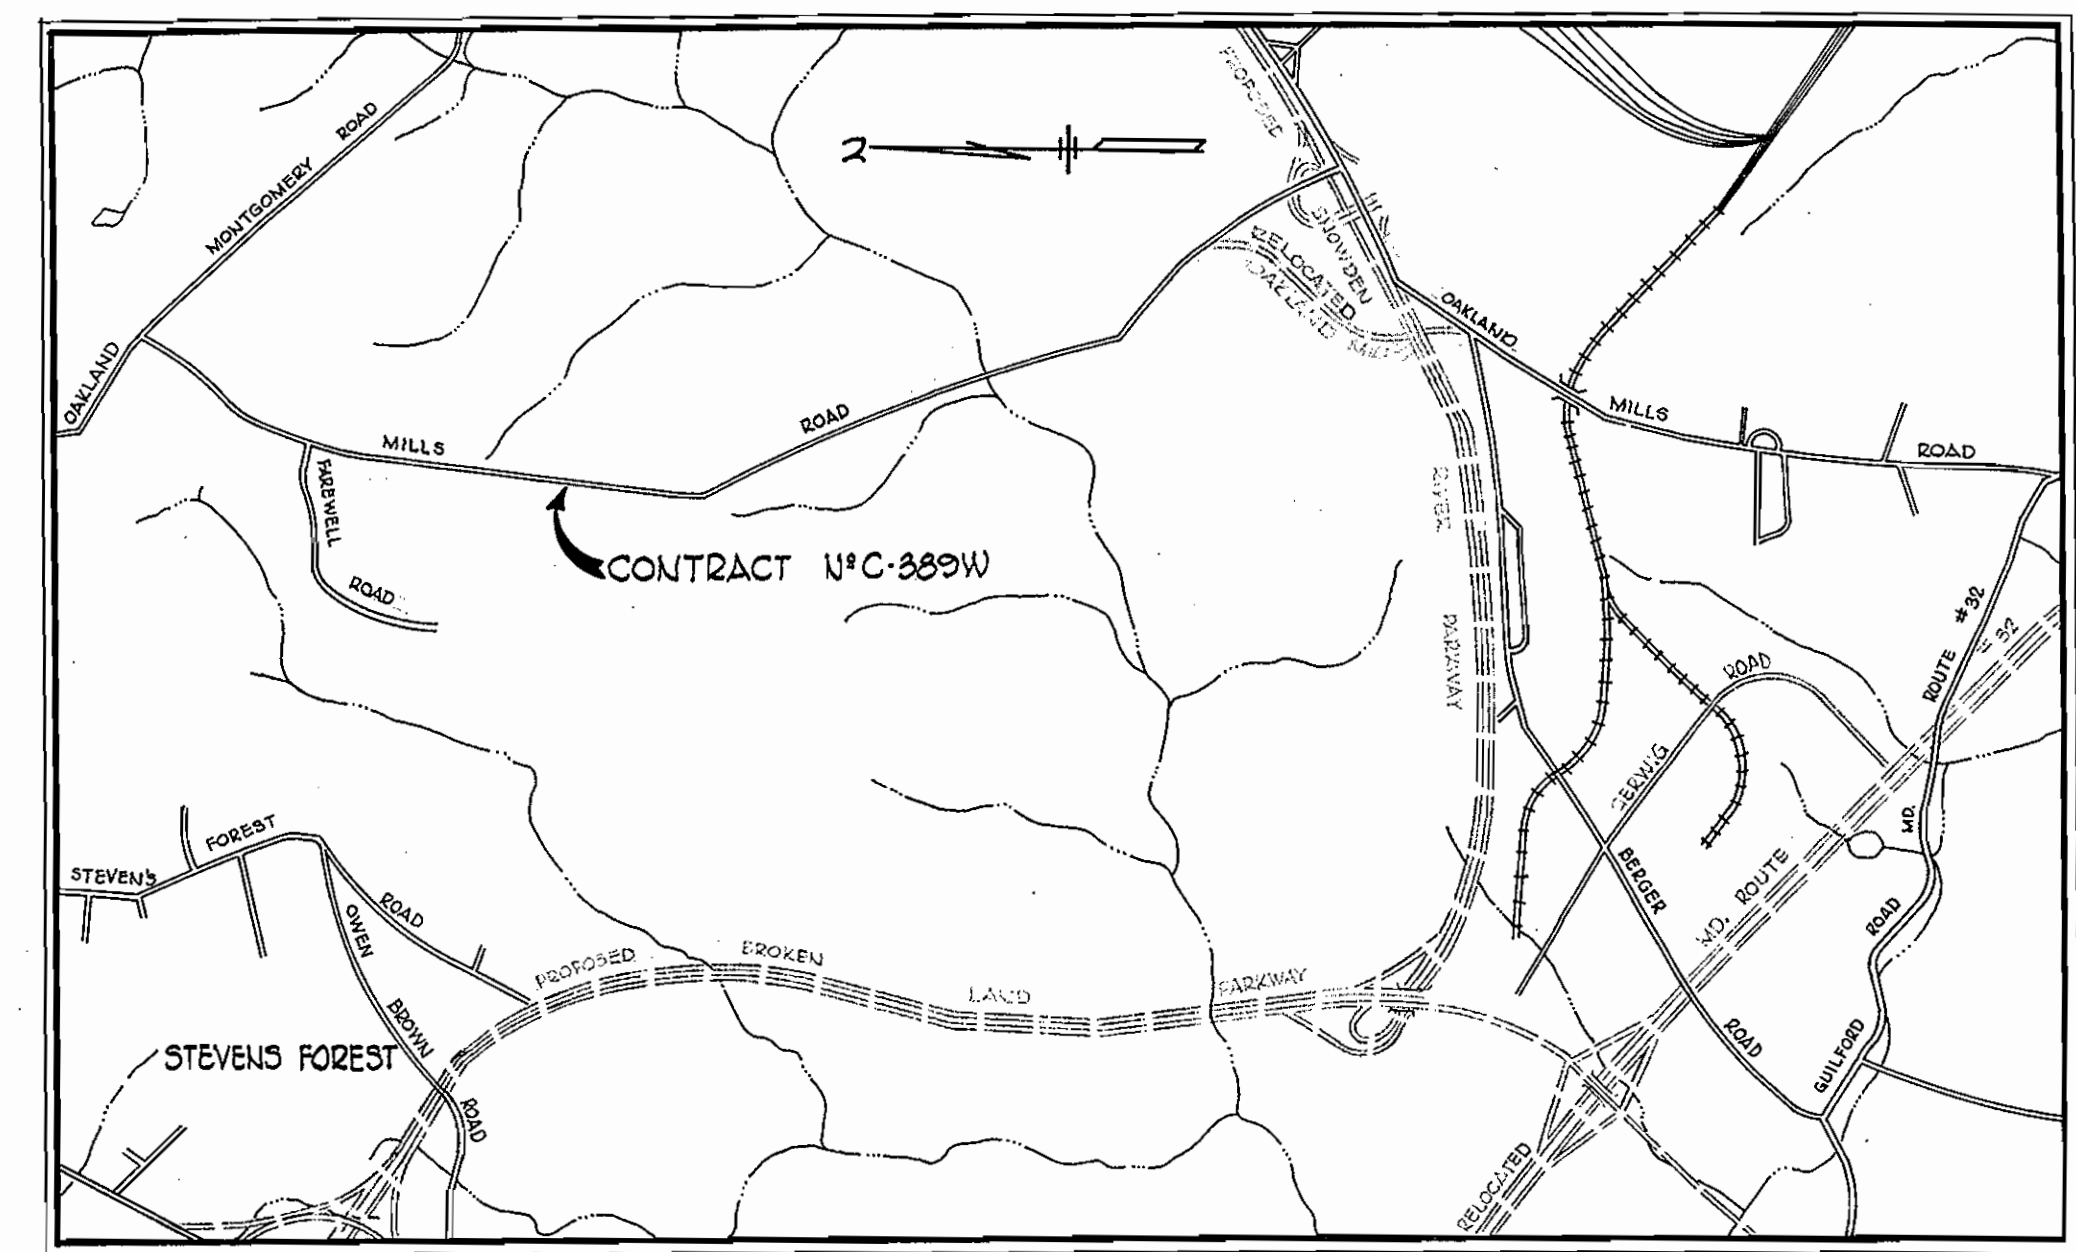 MONTGOMERY ROAD
OAKLAND
MILLS
ROAD
FAREWELL
ROAD
CONTRACT Nº C-389W
PROPOSED
SNOWDEN
RIVER
PARKWAY
RELOCATED
OAKLAND MILLS
OAKLAND
MILLS
ROAD
ROUTE #32
MD.
# 32
ROAD
GERWIG
BERGER
ROAD
MD. ROUTE
RELOCATED
GUILFORD
ROAD
STEVEN'S
FOREST
ROAD
OWEN
BROWN
ROAD
STEVENS FOREST
PROPOSED
BROKEN
LAND
PARKWAY